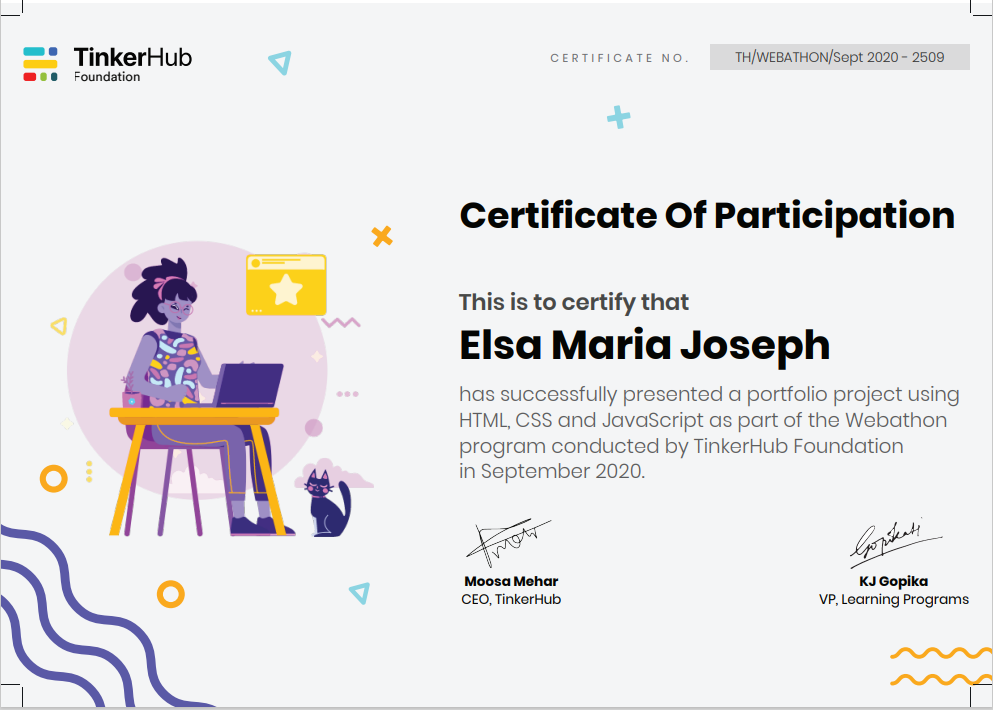 TinkerHub
Foundation
CERTIFICATE NO.
TH/WEBATHON/Sept 2020 - 2509
Certificate Of Participation
This is to certify that
Elsa Maria Joseph
has successfully presented a portfolio project using
HTML, CSS and JavaScript as part of the Webathon
program conducted by TinkerHub Foundation
in September 2020.
Moosa Mehar
CEO, TinkerHub
Gopika
KJ Gopika
VP, Learning Programs